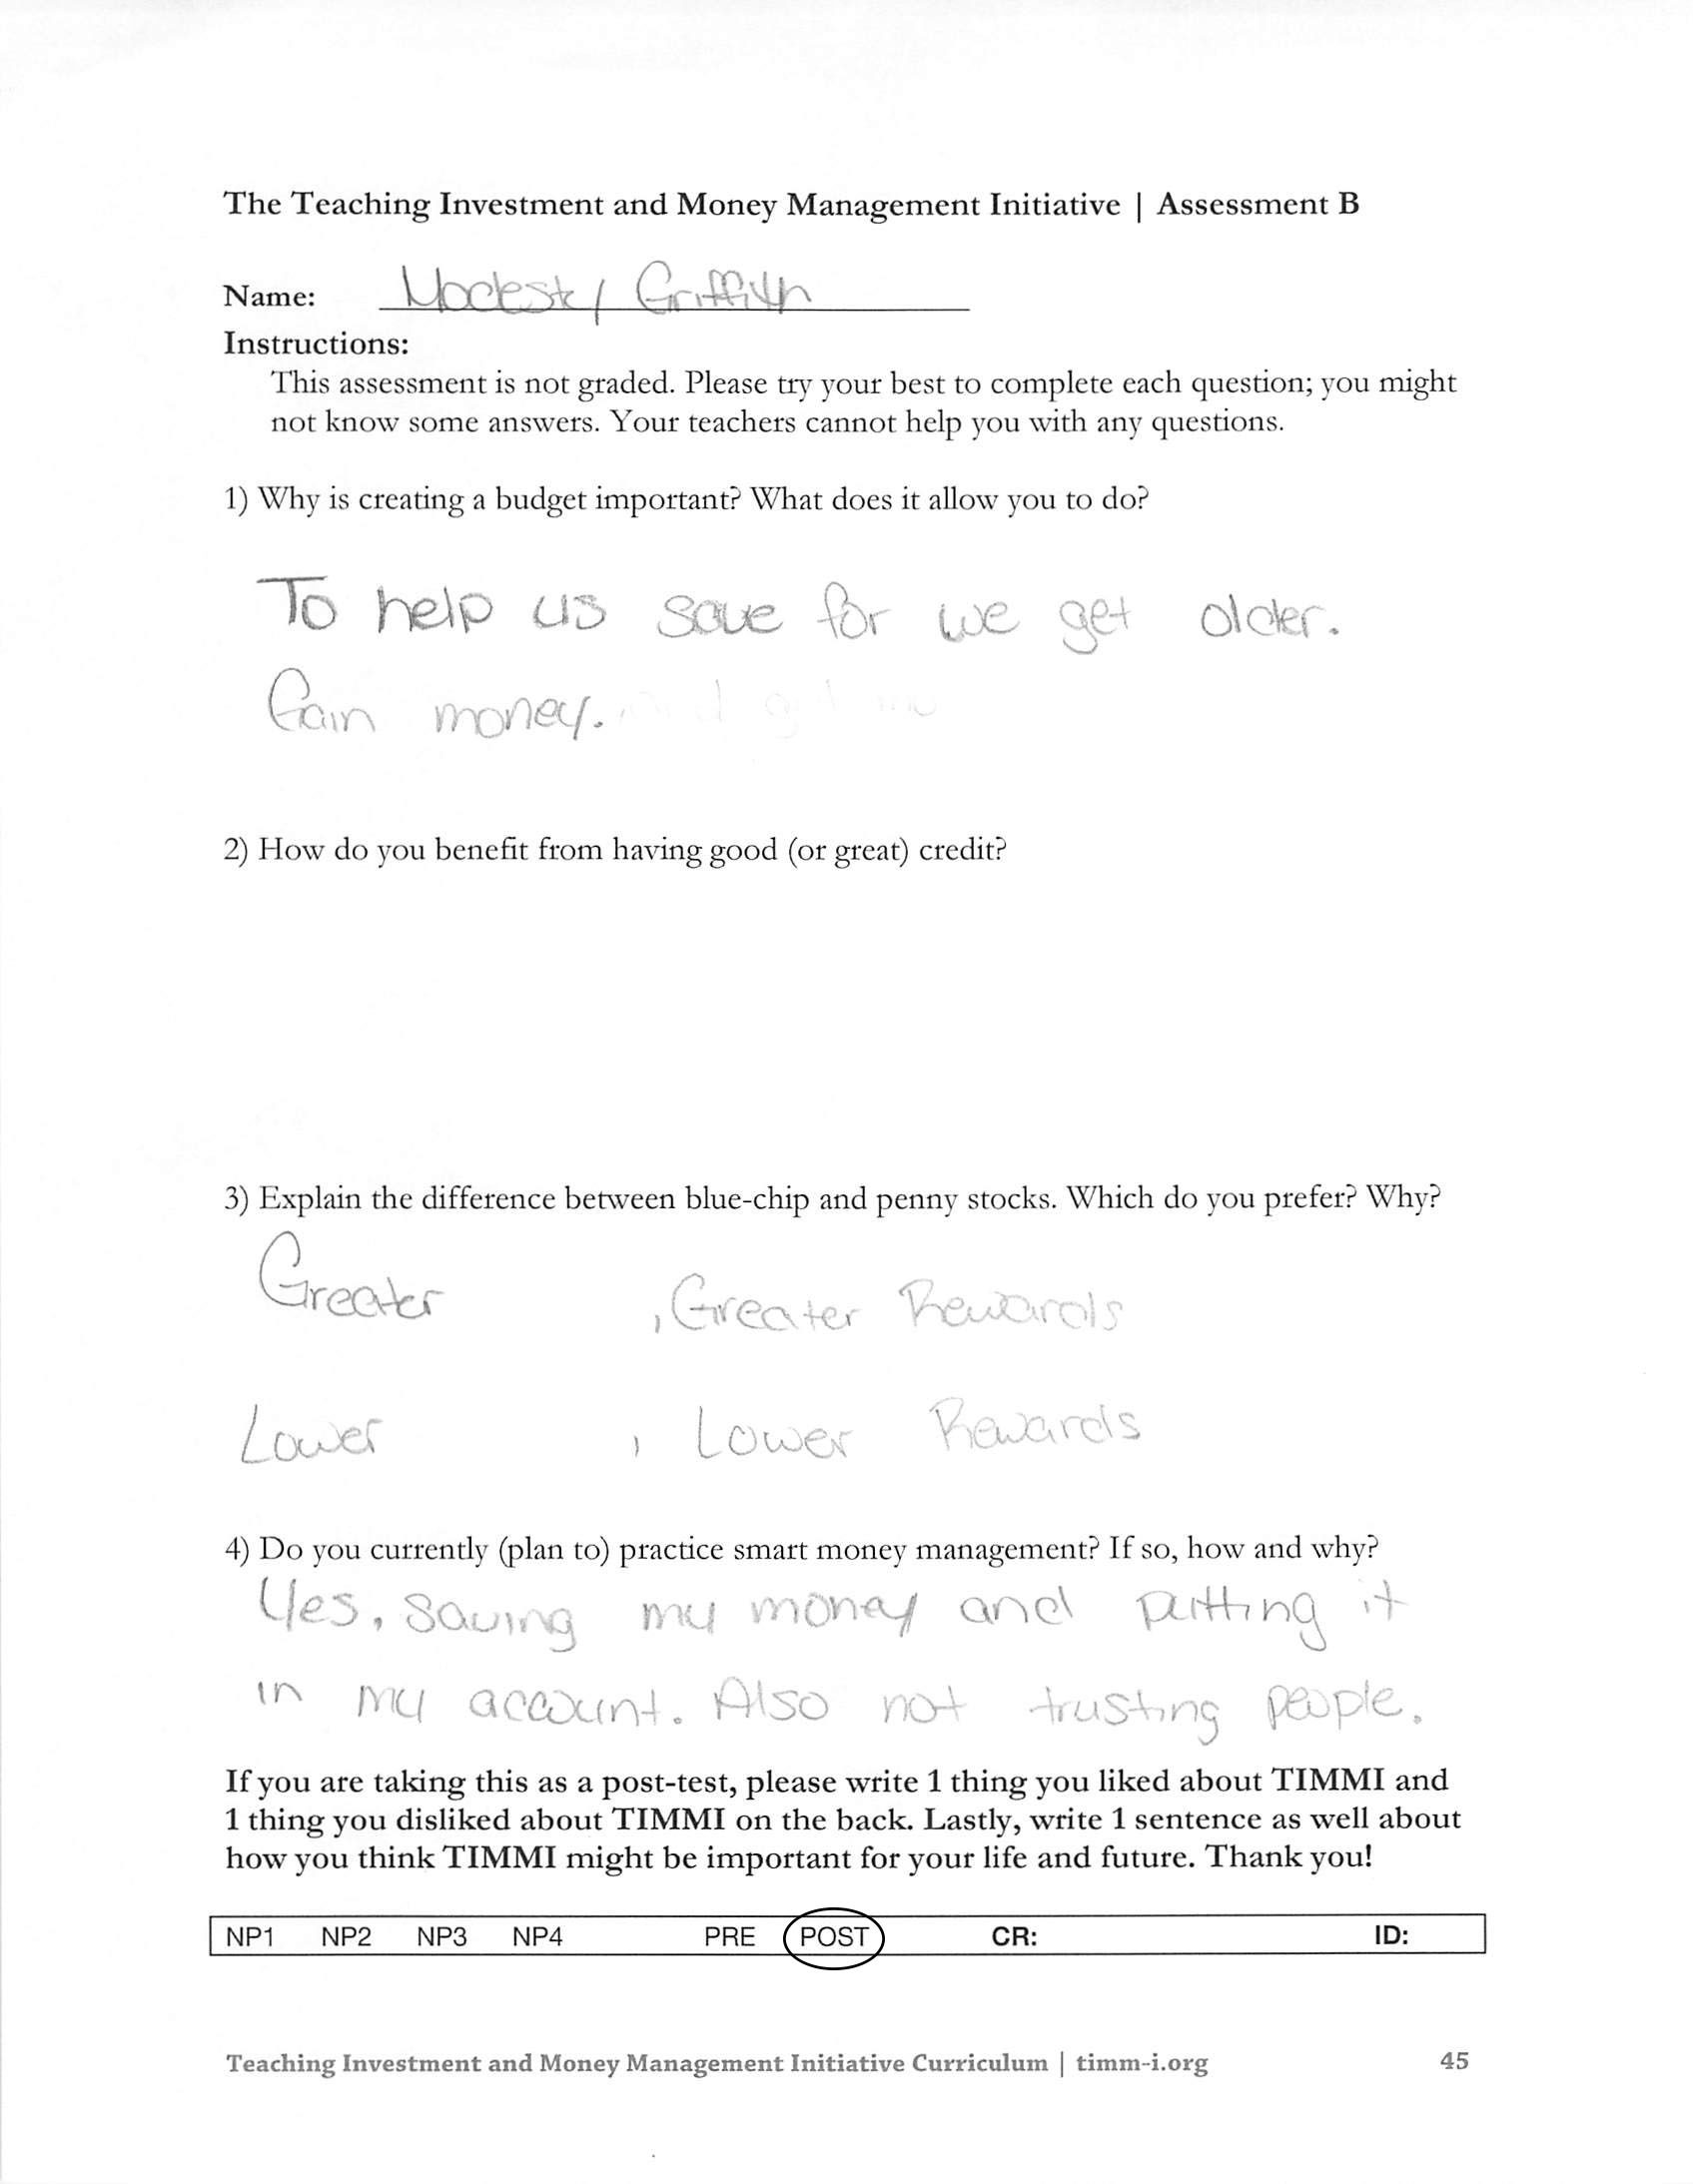 The Teaching Investment and Money Management Initiative | Assessment B
Name: Modesty Griffith
Instructions:
This assessment is not graded. Please try your best to complete each question; you might
not know some answers. Your teachers cannot help you with any questions.
1) Why is creating a budget important? What does it allow you to do?
To help us save for we get older.
Gain money.
2) How do you benefit from having good (or great) credit?
3) Explain the difference between blue-chip and penny stocks. Which do you prefer? Why?
Greater , Greater Rewards
Lower , Lower Rewards
4) Do you currently (plan to) practice smart money management? If so, how and why?
Yes, saving my money and putting it
in my account. Also not trusting people.
If you are taking this as a post-test, please write 1 thing you liked about TIMMI and
1 thing you disliked about TIMMI on the back. Lastly, write 1 sentence as well about
how you think TIMMI might be important for your life and future. Thank you!
NP1 NP2 NP3 NP4 PRE POST CR: ID:
Teaching Investment and Money Management Initiative Curriculum | timm-i.org 45